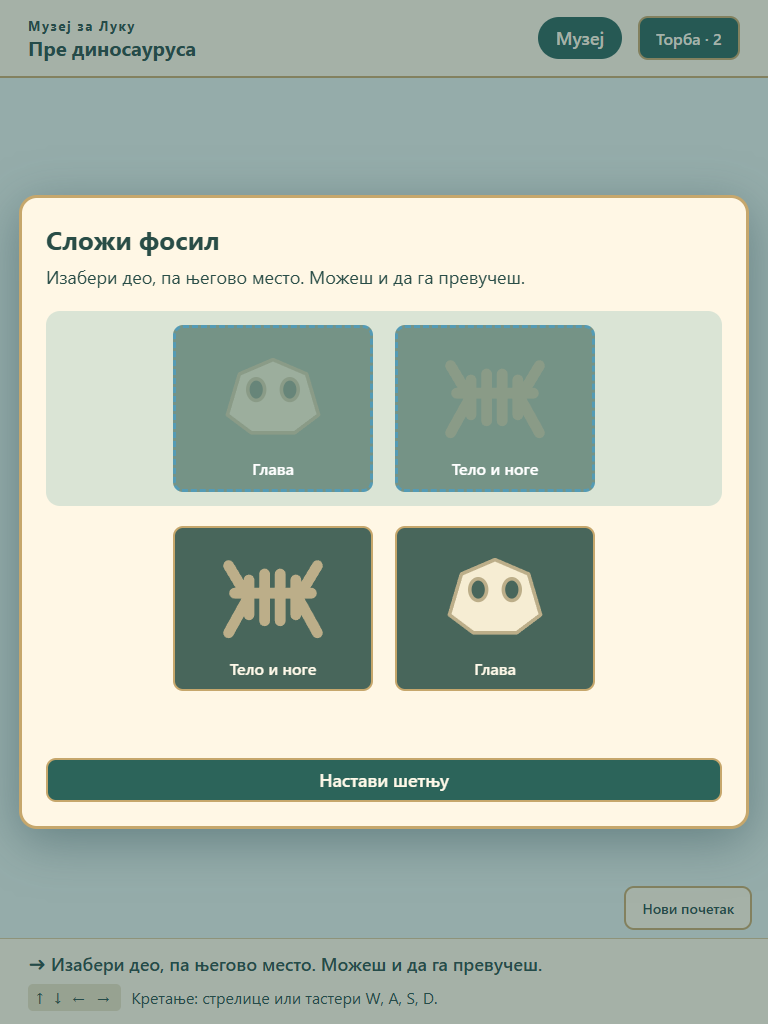 Музеј за Луку
Пре диносауруса
Музеј
Торба · 2
Сложи фосил
Изабери део, па његово место. Можеш и да га превучеш.
Глава
Тело и ноге
Тело и ноге
Глава
Настави шетњу
Нови почетак
→ Изабери део, па његово место. Можеш и да га превучеш.
↑ ↓ ← → Кретање: стрелице или тастери W, A, S, D.